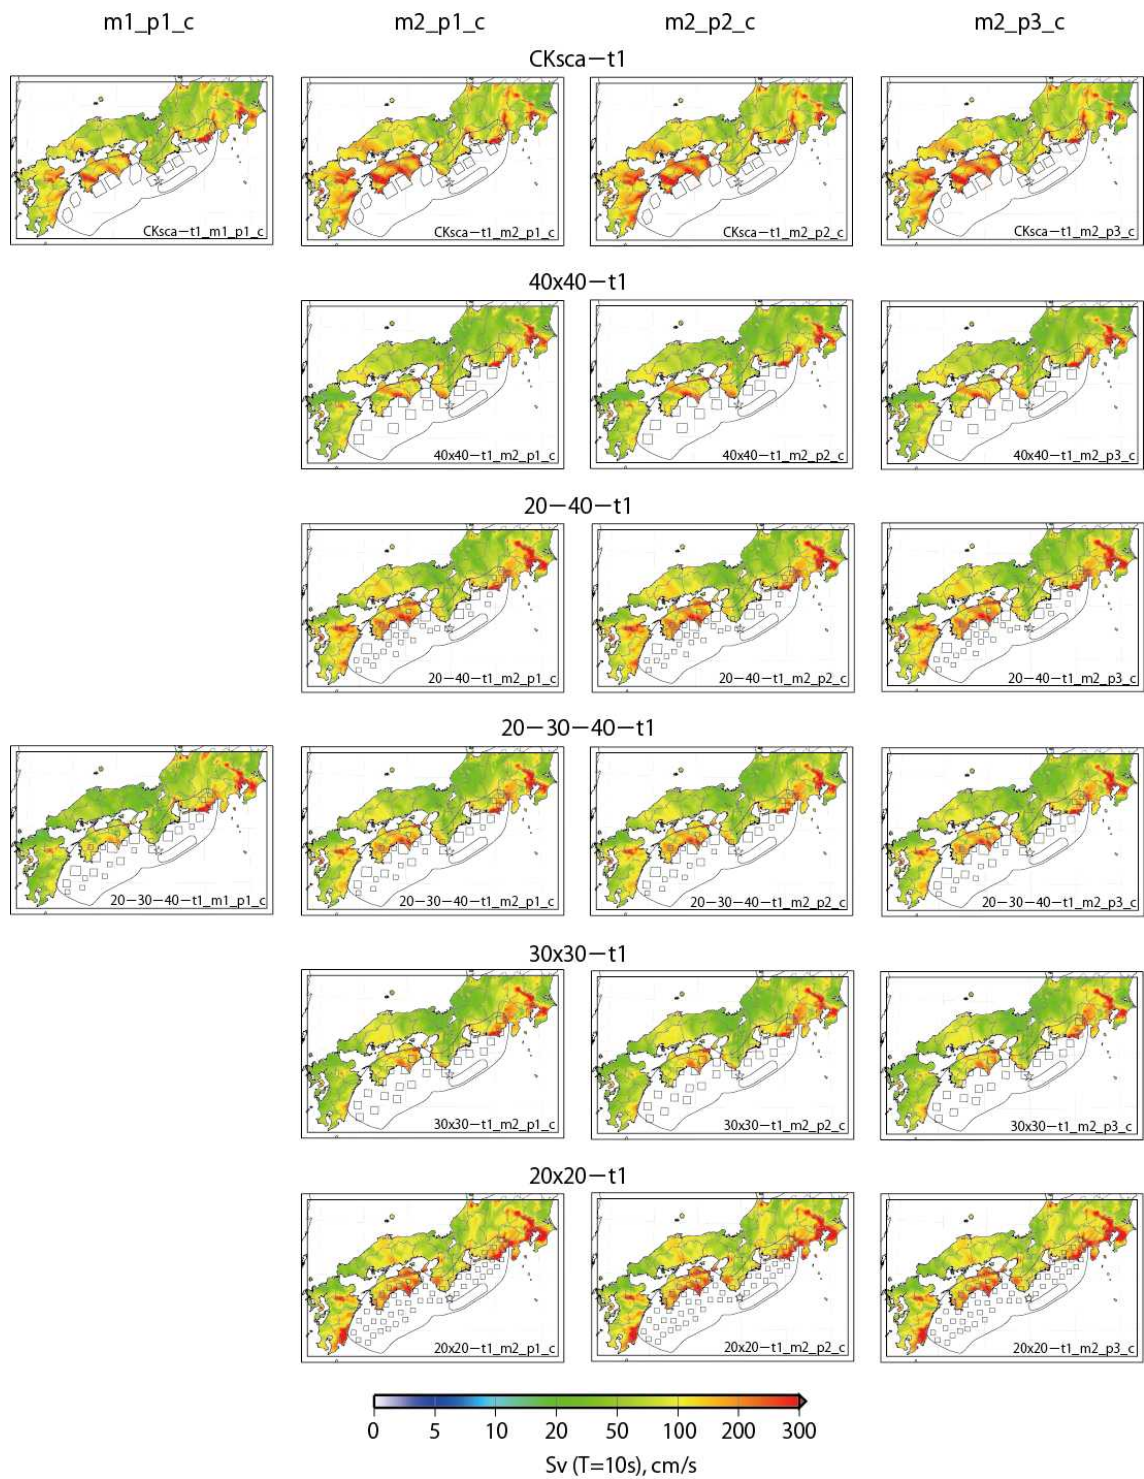 m1_p1_c m2_p1_c m2_p2_c m2_p3_c
CKsca−t1
CKsca−t1_m1_p1_c CKsca−t1_m2_p1_c CKsca−t1_m2_p2_c CKsca−t1_m2_p3_c
40x40−t1
40x40−t1_m2_p1_c 40x40−t1_m2_p2_c 40x40−t1_m2_p3_c
20−40−t1
20−40−t1_m2_p1_c 20−40−t1_m2_p2_c 20−40−t1_m2_p3_c
20−30−40−t1
20−30−40−t1_m1_p1_c 20−30−40−t1_m2_p1_c 20−30−40−t1_m2_p2_c 20−30−40−t1_m2_p3_c
30x30−t1
30x30−t1_m2_p1_c 30x30−t1_m2_p2_c 30x30−t1_m2_p3_c
20x20−t1
20x20−t1_m2_p1_c 20x20−t1_m2_p2_c 20x20−t1_m2_p3_c
0 5 10 20 50 100 200 300
Sv (T=10s), cm/s